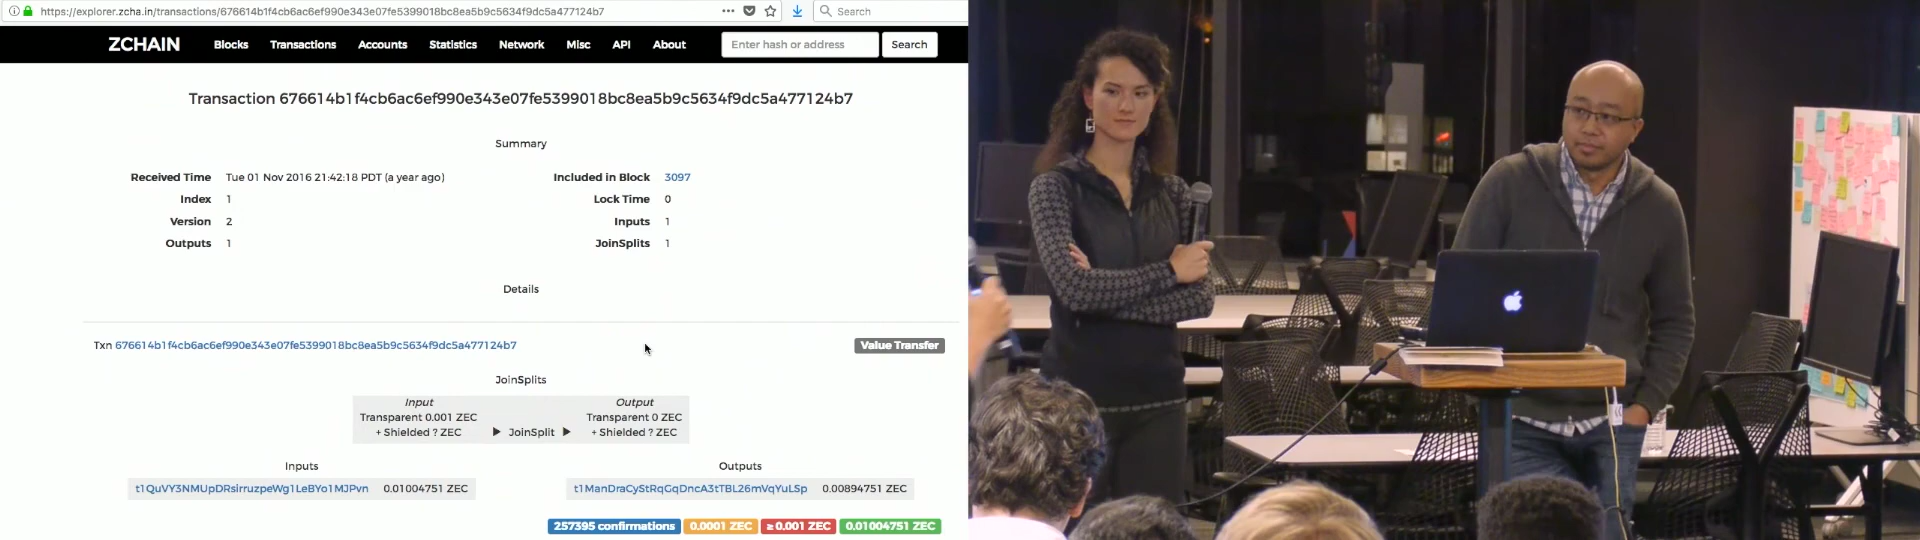 https://explorer.zcha.in/transactions/676614b1f4cb6ac6ef990e343e07fe5399018bc8ea5b9c5634f9dc5a477124b7
Search
ZCHAIN Blocks Transactions Accounts Statistics Network Misc API About Enter hash or address Search
Transaction 676614b1f4cb6ac6ef990e343e07fe5399018bc8ea5b9c5634f9dc5a477124b7
Summary
Received Time Tue 01 Nov 2016 21:42:18 PDT (a year ago) Included in Block 3097
Index 1 Lock Time 0
Version 2 Inputs 1
Outputs 1 JoinSplits 1
Details
Txn 676614b1f4cb6ac6ef990e343e07fe5399018bc8ea5b9c5634f9dc5a477124b7 Value Transfer
JoinSplits
Input Output
Transparent 0.001 ZEC Transparent 0 ZEC
+ Shielded ? ZEC ▶ JoinSplit ▶ + Shielded ? ZEC
Inputs Outputs
t1QuVY3NMUpDRsirruzpeWg1LeBYo1MJPvn 0.01004751 ZEC t1ManDraCyStRqGqDncA3tTBL26mVqYuLSp 0.00894751 ZEC
257395 confirmations 0.0001 ZEC ≥ 0.001 ZEC 0.01004751 ZEC